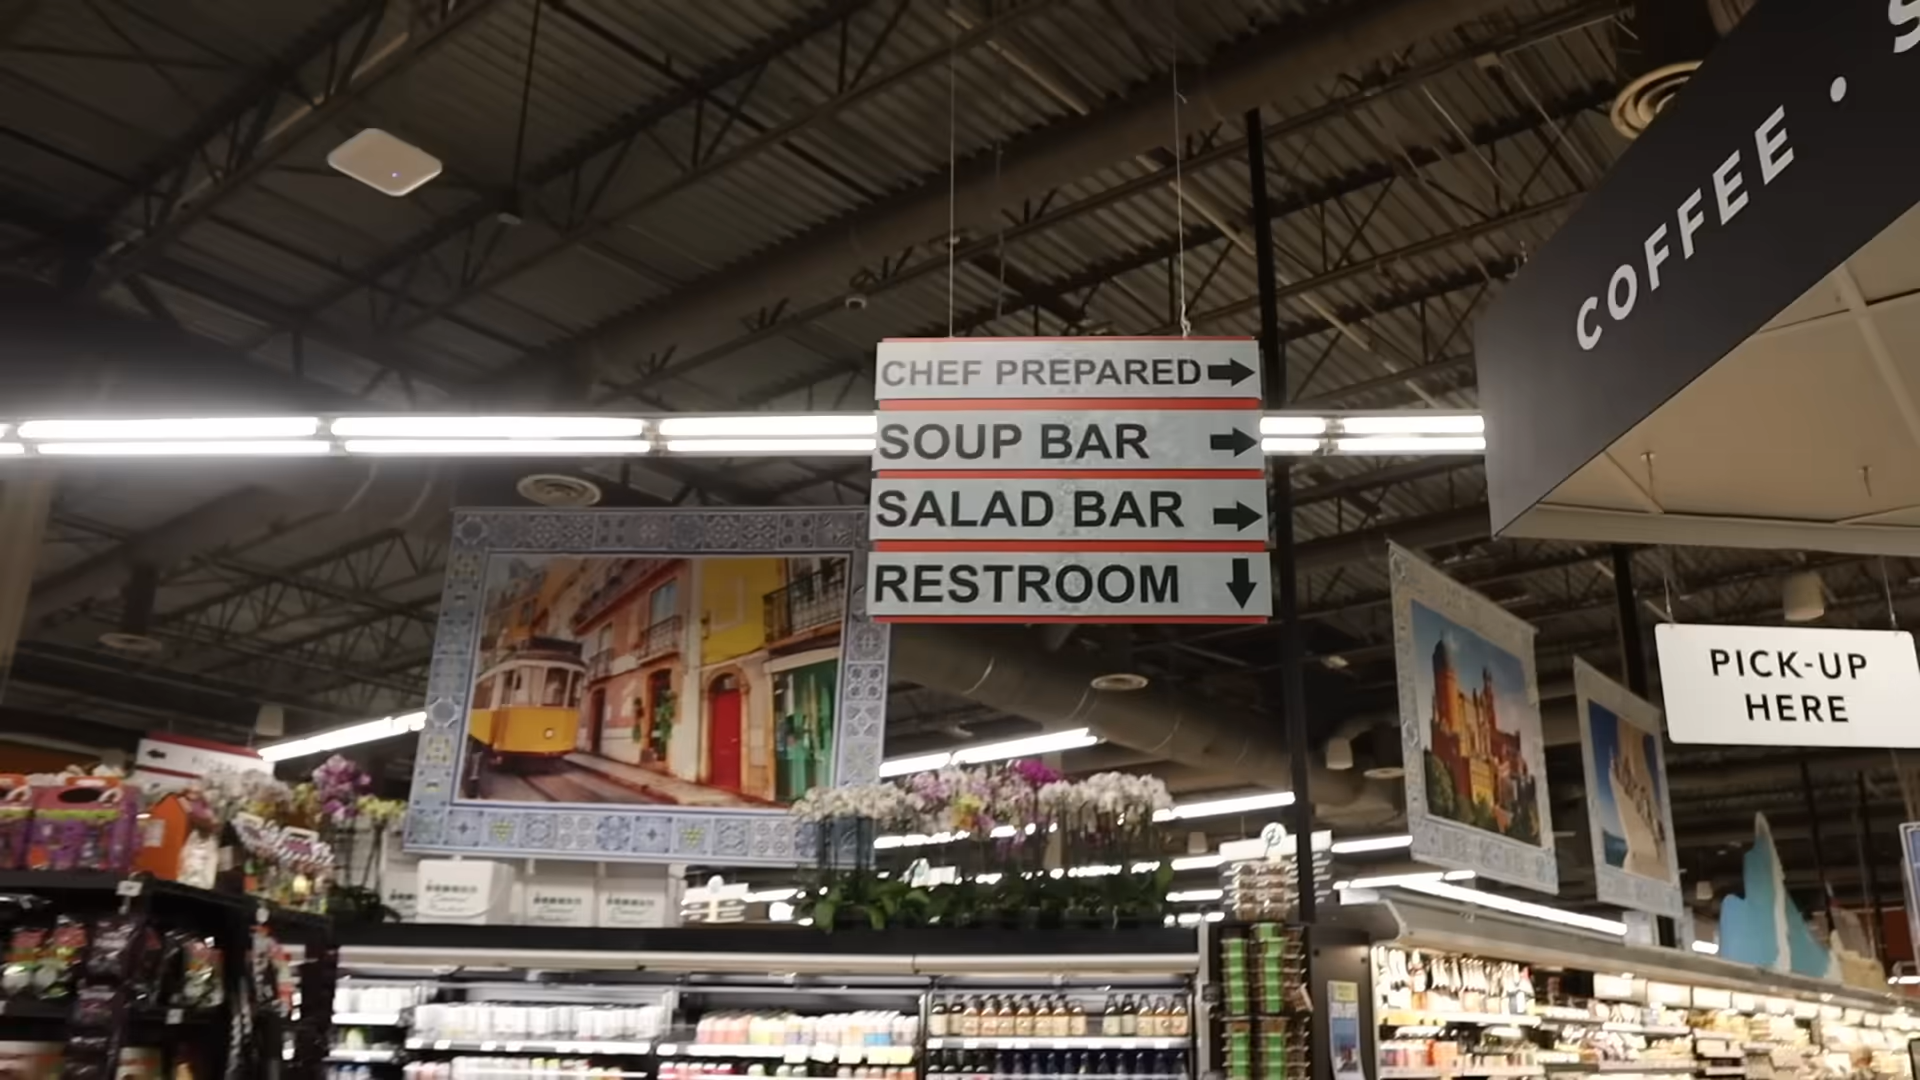 CHEF PREPARED
SOUP BAR
SALAD BAR
RESTROOM
COFFEE •
PICK-UP
HERE